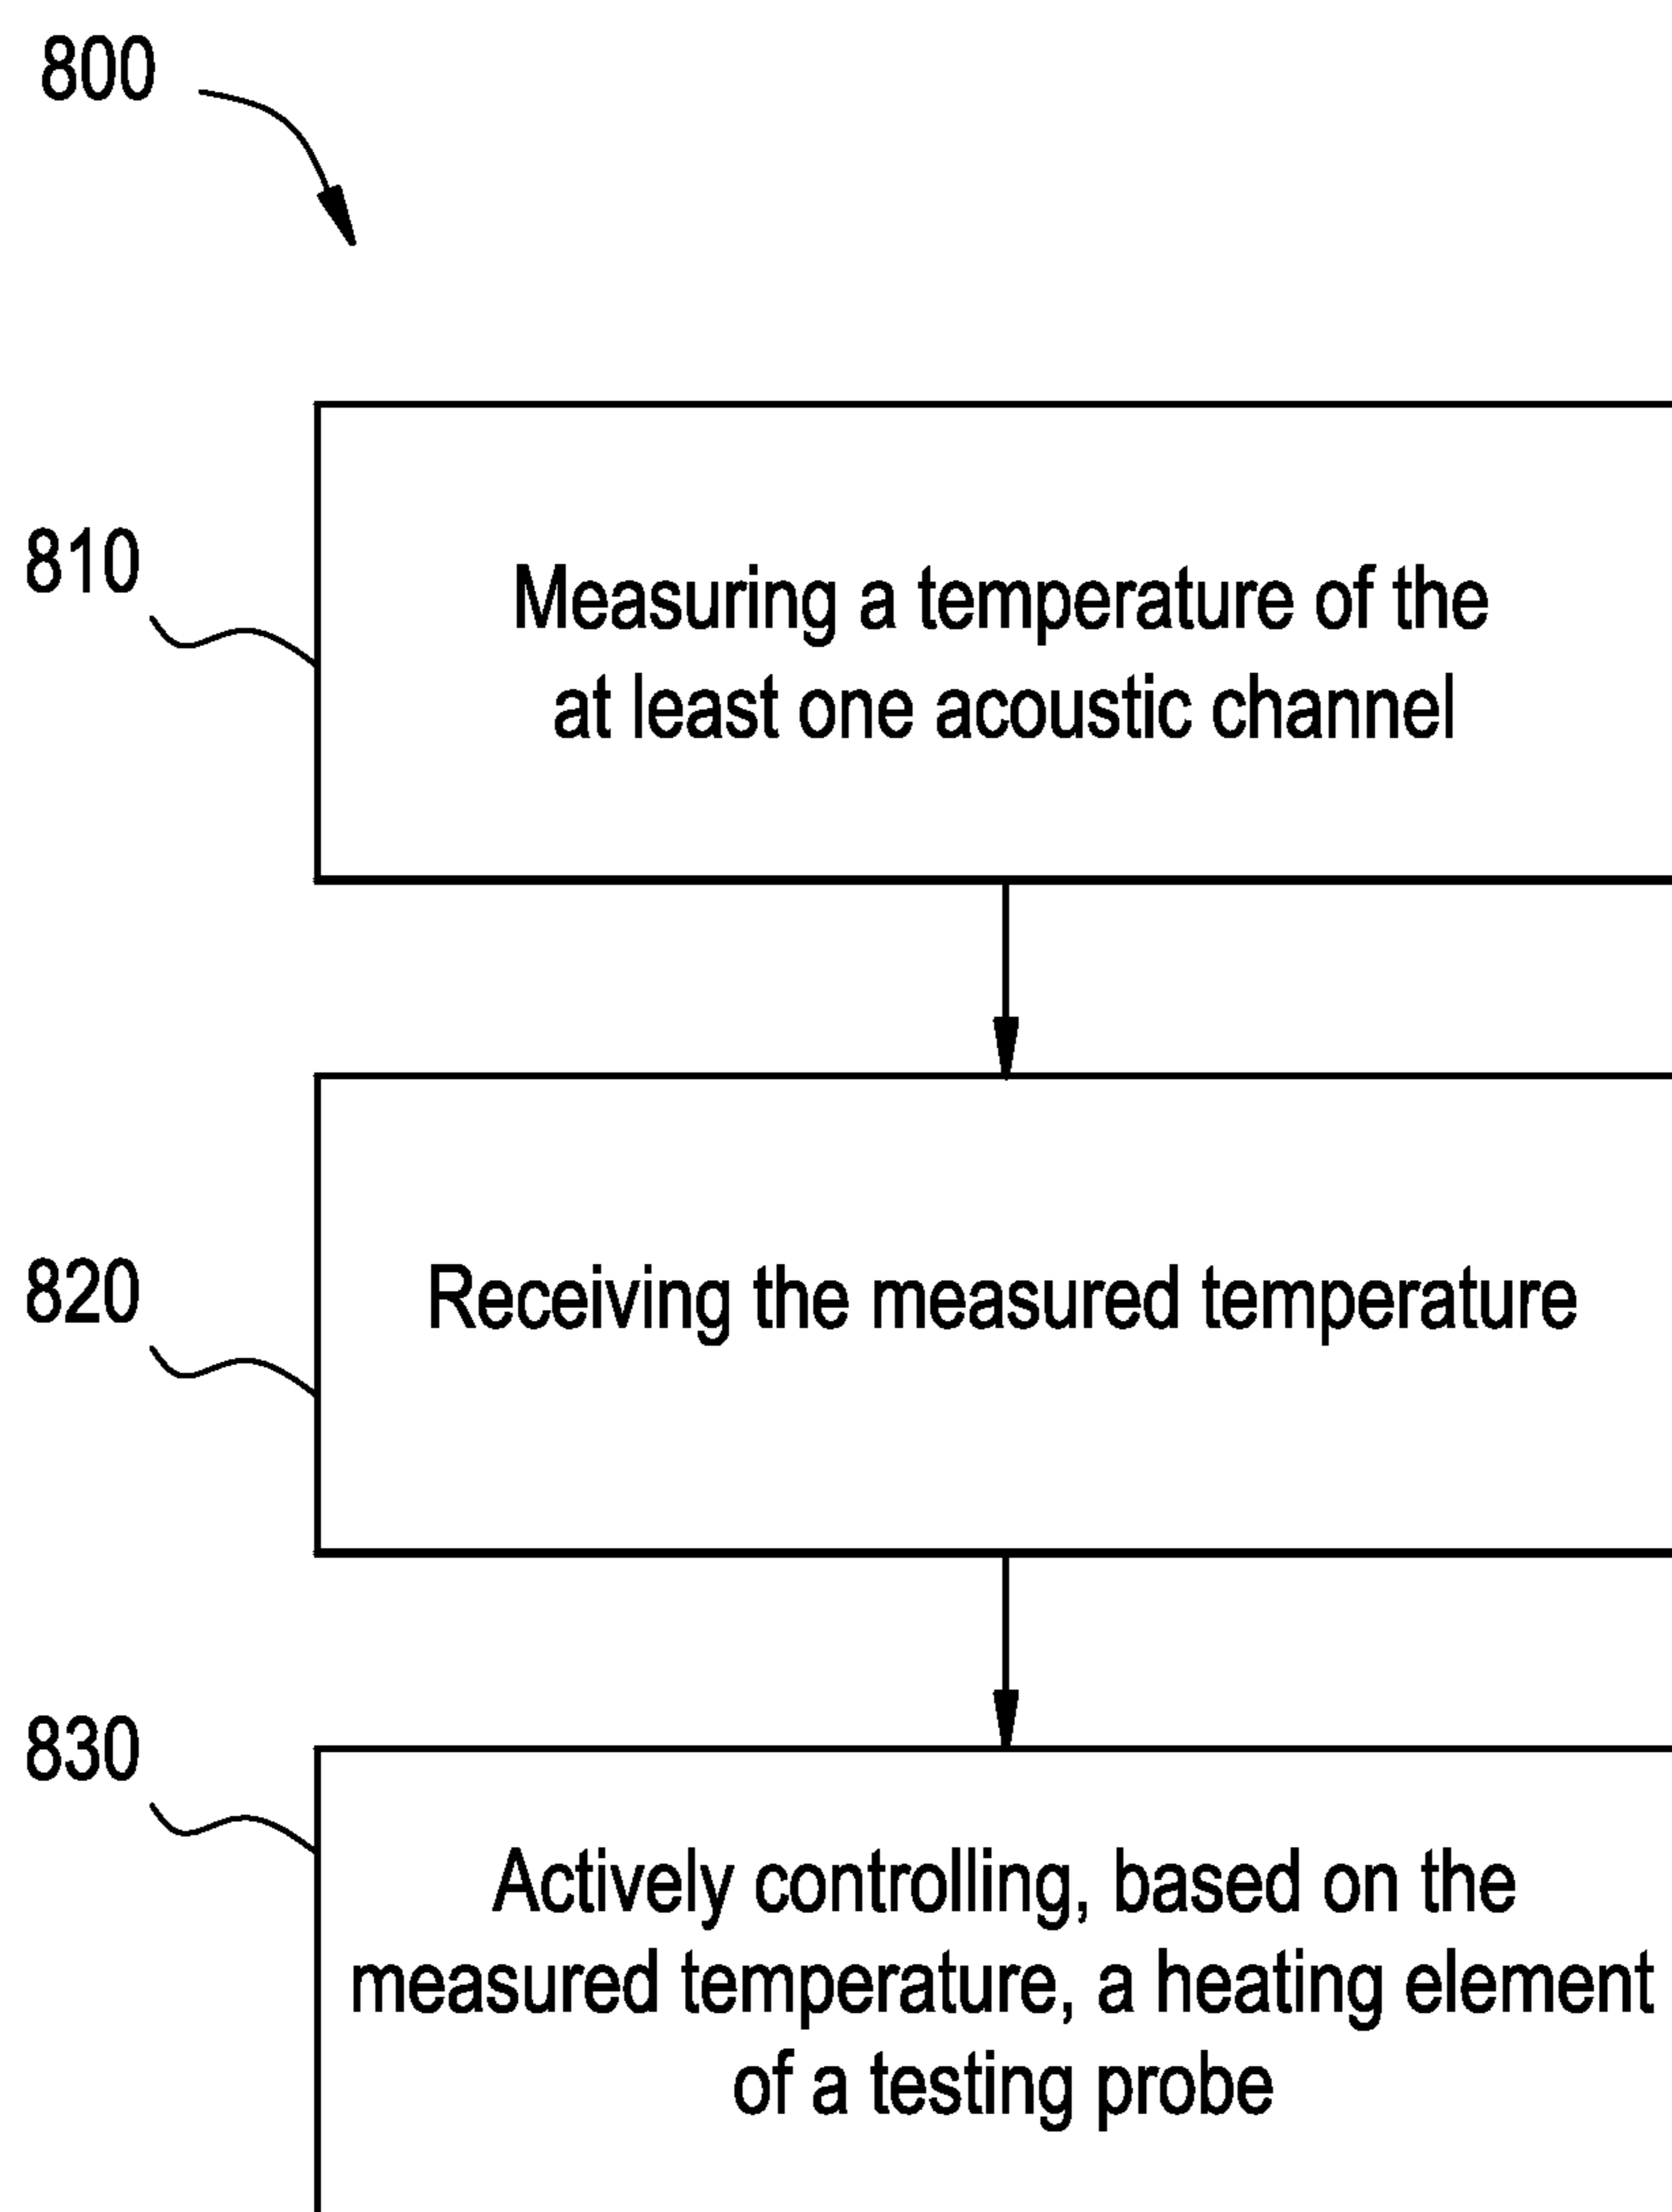 800
810
Measuring a temperature of the
at least one acoustic channel
820
Receiving the measured temperature
830
Actively controlling, based on the
measured temperature, a heating element
of a testing probe